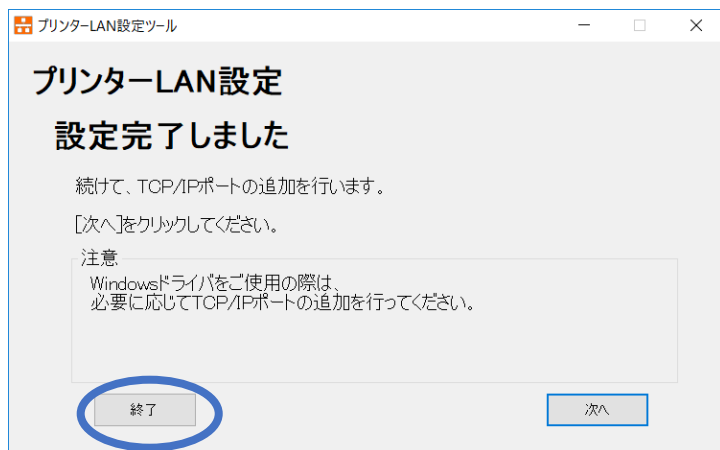 プリンターLAN設定ツール
プリンターLAN設定
設定完了しました
続けて、TCP/IPポートの追加を行います。
[次へ]をクリックしてください。
注意
Windowsドライバをご使用の際は、
必要に応じてTCP/IPポートの追加を行ってください。
終了
次へ